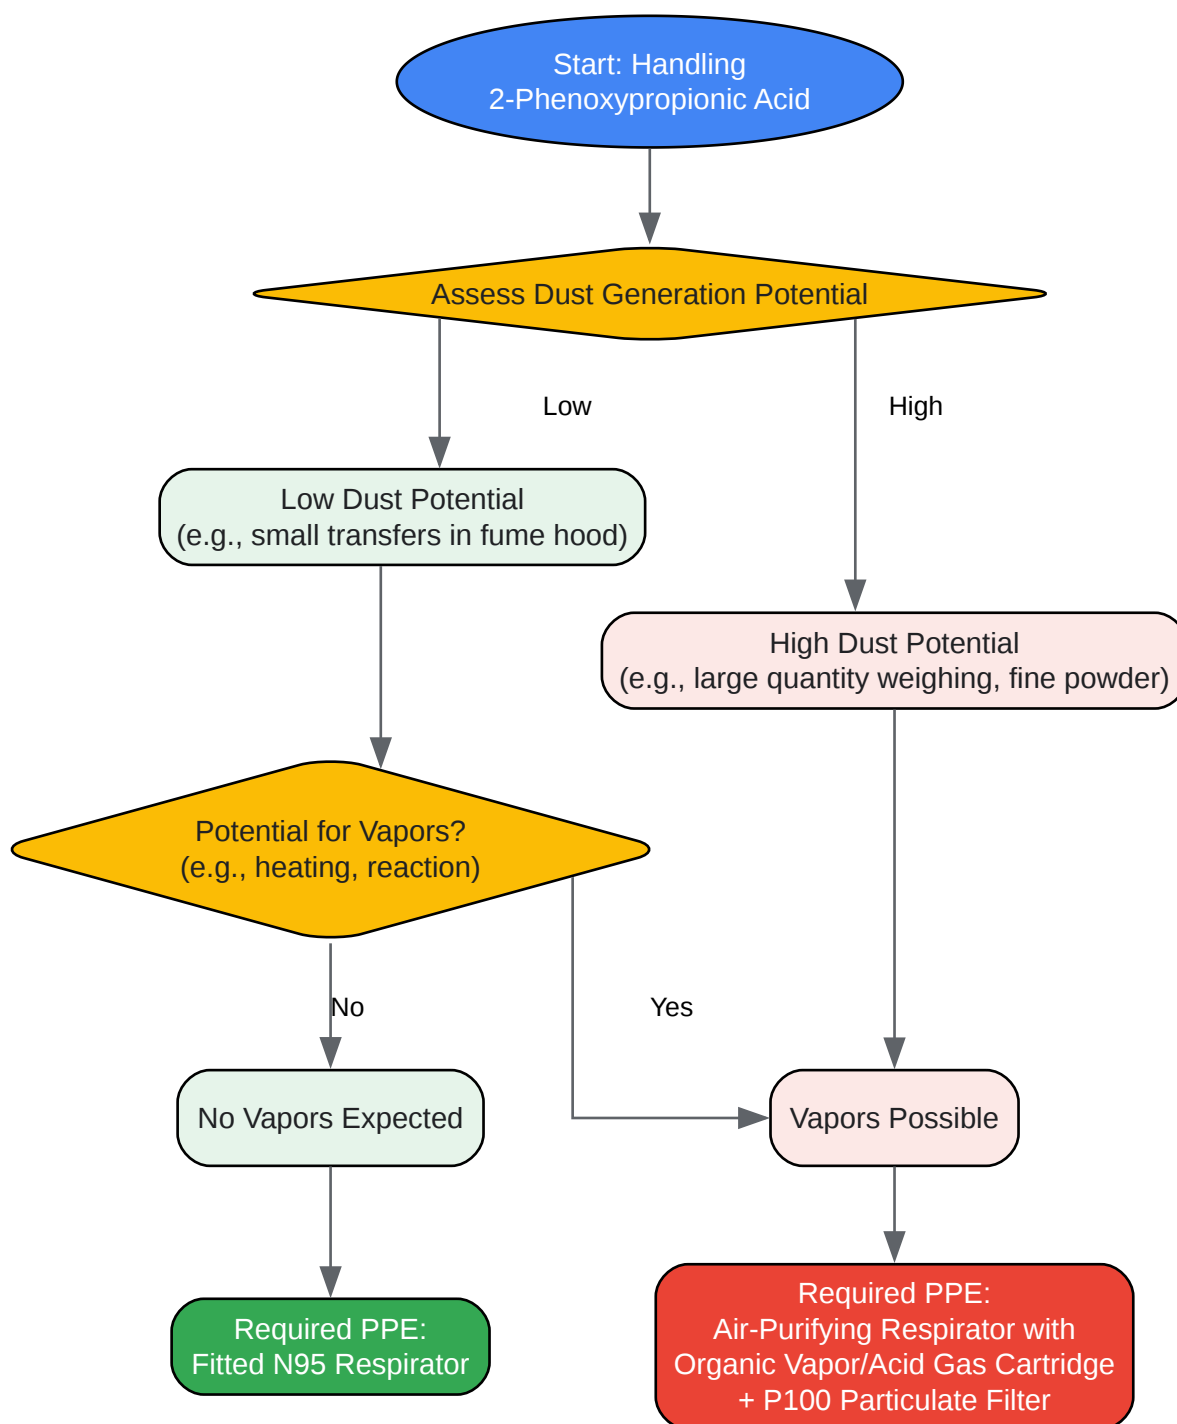 Start: Handling
2-Phenoxypropionic Acid
Assess Dust Generation Potential
Low
High
Low Dust Potential
(e.g., small transfers in fume hood)
High Dust Potential
(e.g., large quantity weighing, fine powder)
Potential for Vapors?
(e.g., heating, reaction)
No
Yes
No Vapors Expected
Vapors Possible
Required PPE:
Fitted N95 Respirator
Required PPE:
Air-Purifying Respirator with
Organic Vapor/Acid Gas Cartridge
+ P100 Particulate Filter